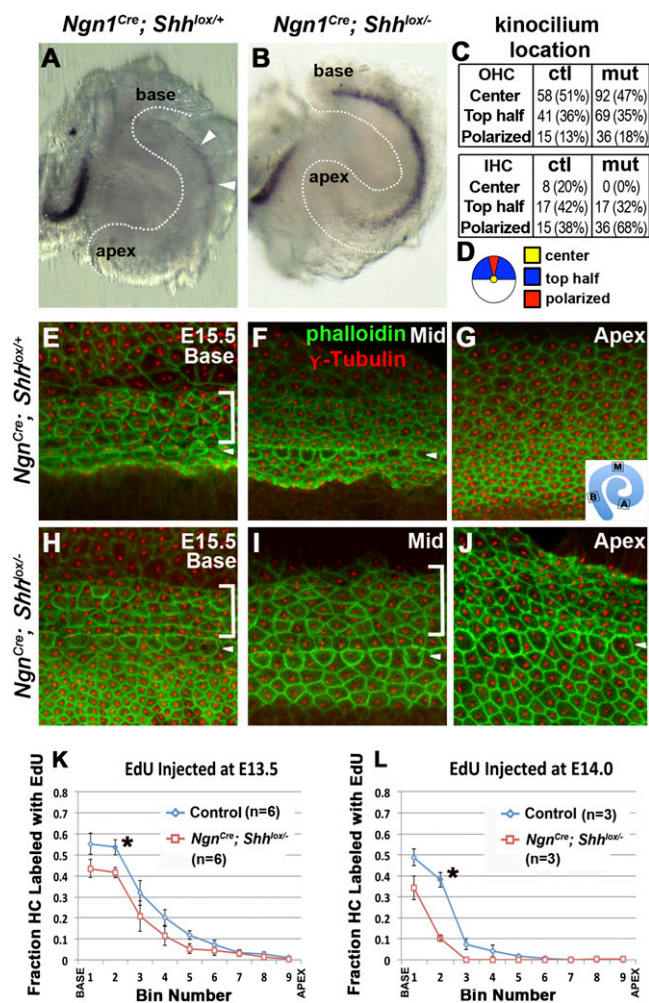 Ngn1Cre; Shhlox/+
Ngn1Cre; Shhlox/-
kinocilium
location
A
base
apex
B
base
apex
C
OHC ctl mut
Center 58 (51%) 92 (47%)
Top half 41 (36%) 69 (35%)
Polarized 15 (13%) 36 (18%)
IHC ctl mut
Center 8 (20%) 0 (0%)
Top half 17 (42%) 17 (32%)
Polarized 15 (38%) 36 (68%)
D
center
top half
polarized
NgnCre; Shhlox/+
E E15.5
Base
F phalloidin Mid
γ-Tubulin
G Apex
M
B
A
NgnCre; Shhlox/-
H E15.5
Base
I Mid
J Apex
K EdU Injected at E13.5
Fraction HC Labeled with EdU
0.8
0.7
0.6
0.5
0.4
0.3
0.2
0.1
0
Control (n=6)
NgnCre; Shhlox/-
(n=6)
*
BASE 1 2 3 4 5 6 7 8 9 APEX
Bin Number
L EdU Injected at E14.0
Fraction HC Labeled with EdU
0.8
0.7
0.6
0.5
0.4
0.3
0.2
0.1
0
Control (n=3)
NgnCre; Shhlox/-
(n=3)
*
BASE 1 2 3 4 5 6 7 8 9 APEX
Bin Number